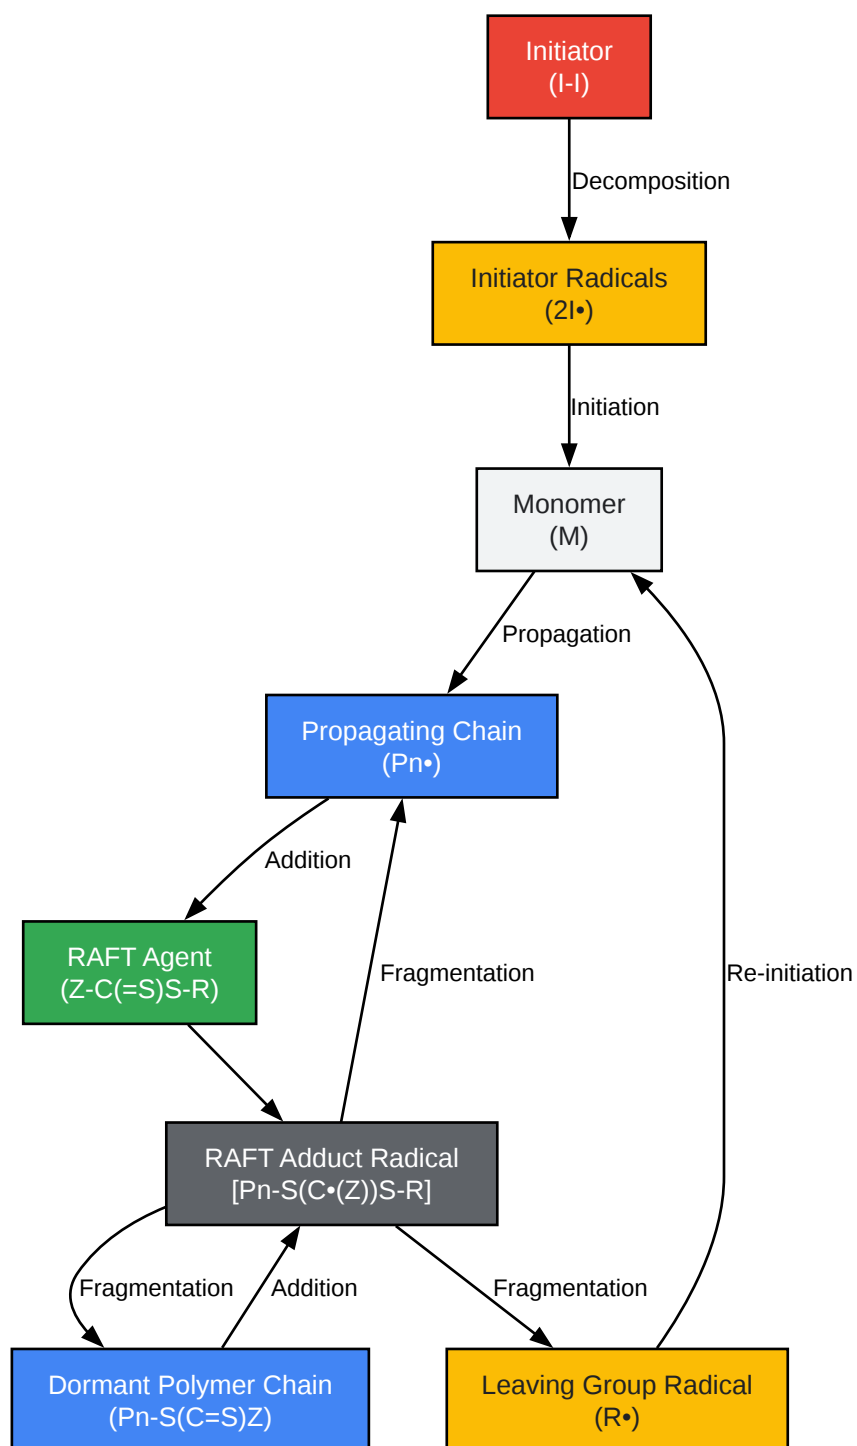 Initiator
(I-I)
Decomposition
Initiator Radicals
(2I•)
Initiation
Monomer
(M)
Propagation
Propagating Chain
(Pn•)
Addition
RAFT Agent
(Z-C(=S)S-R)
Fragmentation
Re-initiation
RAFT Adduct Radical
[Pn-S(C•(Z))S-R]
Fragmentation
Addition
Fragmentation
Dormant Polymer Chain
(Pn-S(C=S)Z)
Leaving Group Radical
(R•)